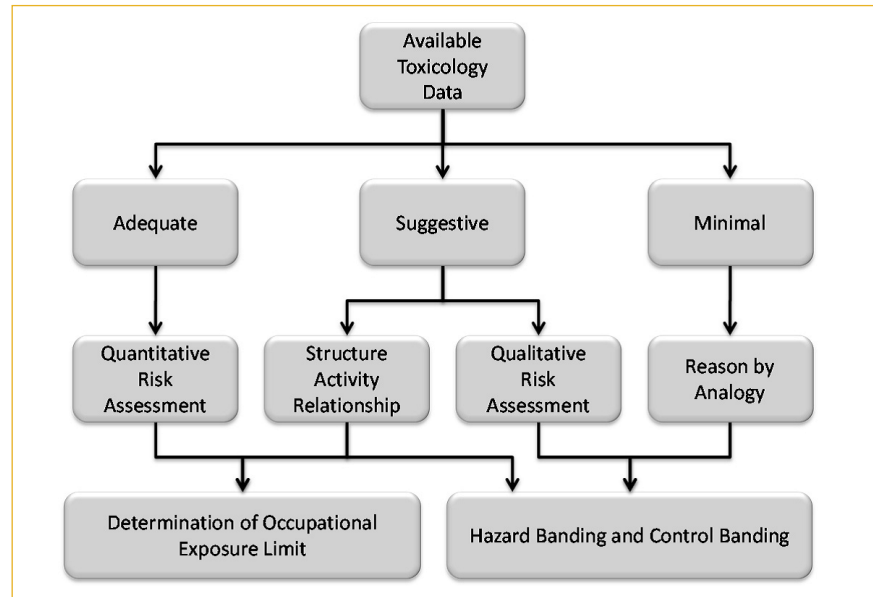 Available
Toxicology
Data
Adequate
Suggestive
Minimal
Quantitative
Risk
Assessment
Structure
Activity
Relationship
Qualitative
Risk
Assessment
Reason by
Analogy
Determination of Occupational
Exposure Limit
Hazard Banding and Control Banding